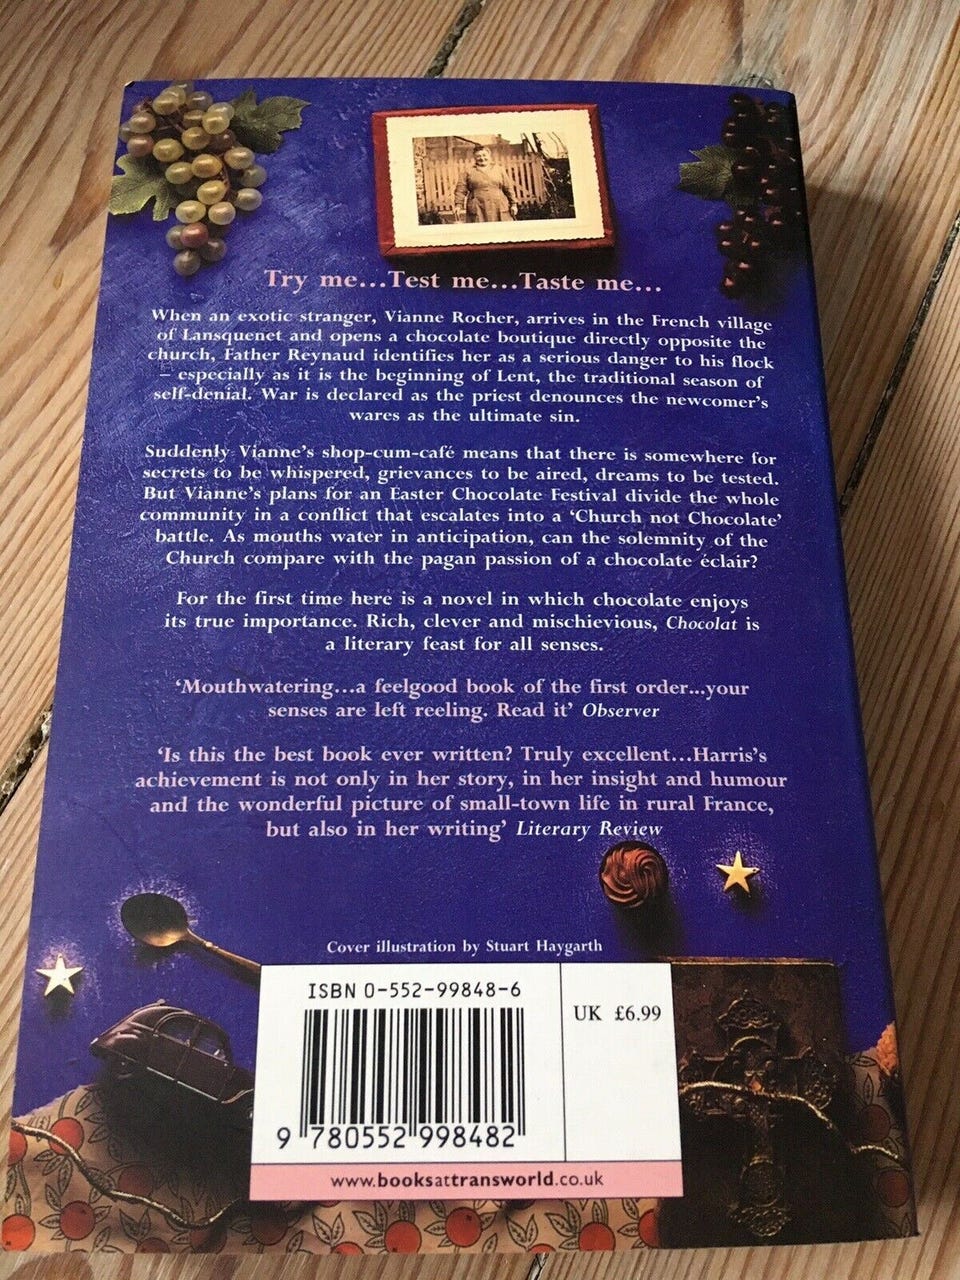 Try me...Test me...Taste me...
When an exotic stranger, Vianne Rocher, arrives in the French village
of Lansquenet and opens a chocolate boutique directly opposite the
church, Father Reynaud identifies her as a serious danger to his flock
– especially as it is the beginning of Lent, the traditional season of
self-denial. War is declared as the priest denounces the newcomer's
wares as the ultimate sin.
Suddenly Vianne's shop-cum-café means that there is somewhere for
secrets to be whispered, grievances to be aired, dreams to be tested.
But Vianne's plans for an Easter Chocolate Festival divide the whole
community in a conflict that escalates into a 'Church not Chocolate'
battle. As mouths water in anticipation, can the solemnity of the
Church compare with the pagan passion of a chocolate éclair?
For the first time here is a novel in which chocolate enjoys
its true importance. Rich, clever and mischievious, Chocolat is
a literary feast for all senses.
'Mouthwatering...a feelgood book of the first order...your
senses are left reeling. Read it' Observer
'Is this the best book ever written? Truly excellent...Harris's
achievement is not only in her story, in her insight and humour
and the wonderful picture of small-town life in rural France,
but also in her writing' Literary Review
Cover illustration by Stuart Haygarth
ISBN 0-552-99848-6
UK £6.99
9 780552 998482
www.booksattransworld.co.uk